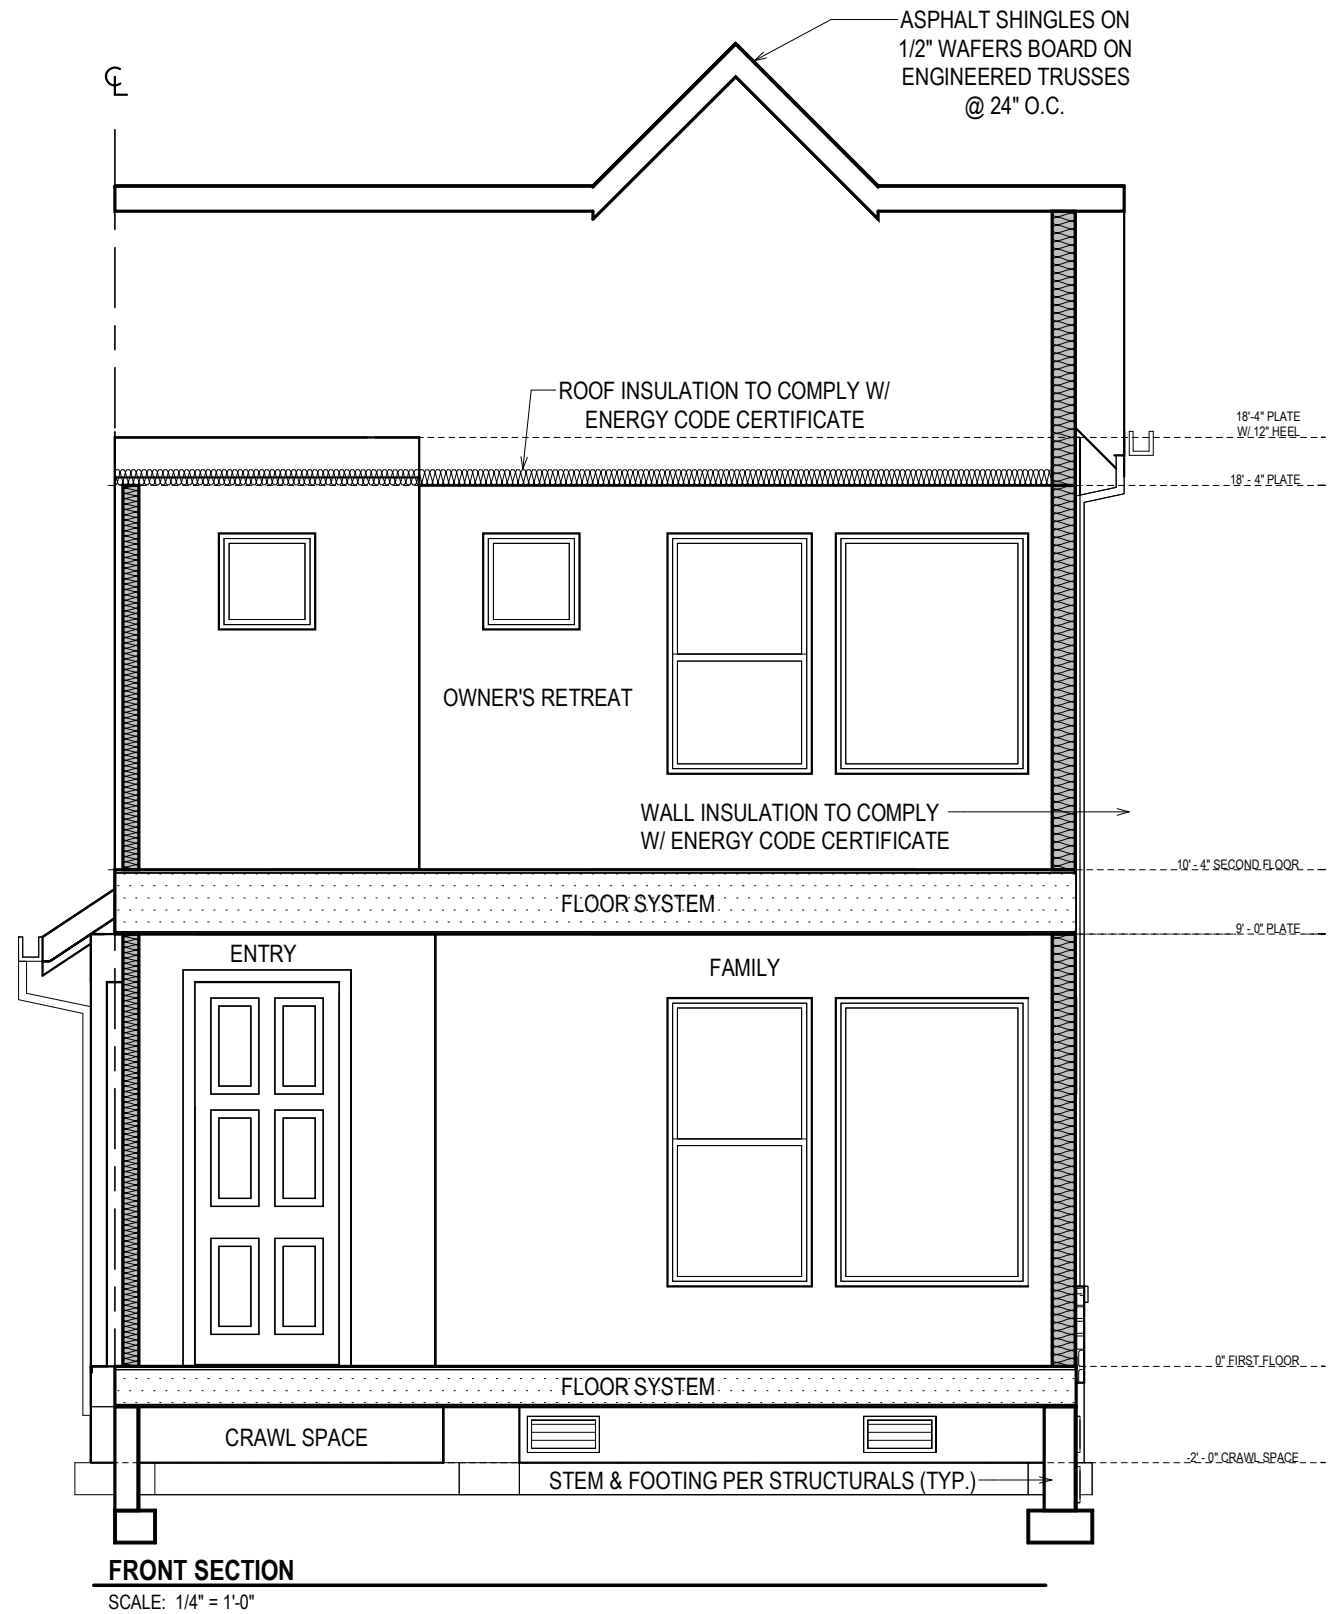 ASPHALT SHINGLES ON
1/2" WAFERS BOARD ON
ENGINEERED TRUSSES
@ 24" O.C.
CL
ROOF INSULATION TO COMPLY W/
ENERGY CODE CERTIFICATE
18'-4" PLATE
W/ 12" HEEL
18' - 4" PLATE
OWNER'S RETREAT
WALL INSULATION TO COMPLY
W/ ENERGY CODE CERTIFICATE
10' - 4" SECOND FLOOR
FLOOR SYSTEM
9' - 0" PLATE
ENTRY
FAMILY
0" FIRST FLOOR
FLOOR SYSTEM
CRAWL SPACE
-2' - 0" CRAWL SPACE
STEM & FOOTING PER STRUCTURALS (TYP.)
FRONT SECTION
SCALE: 1/4" = 1'-0"